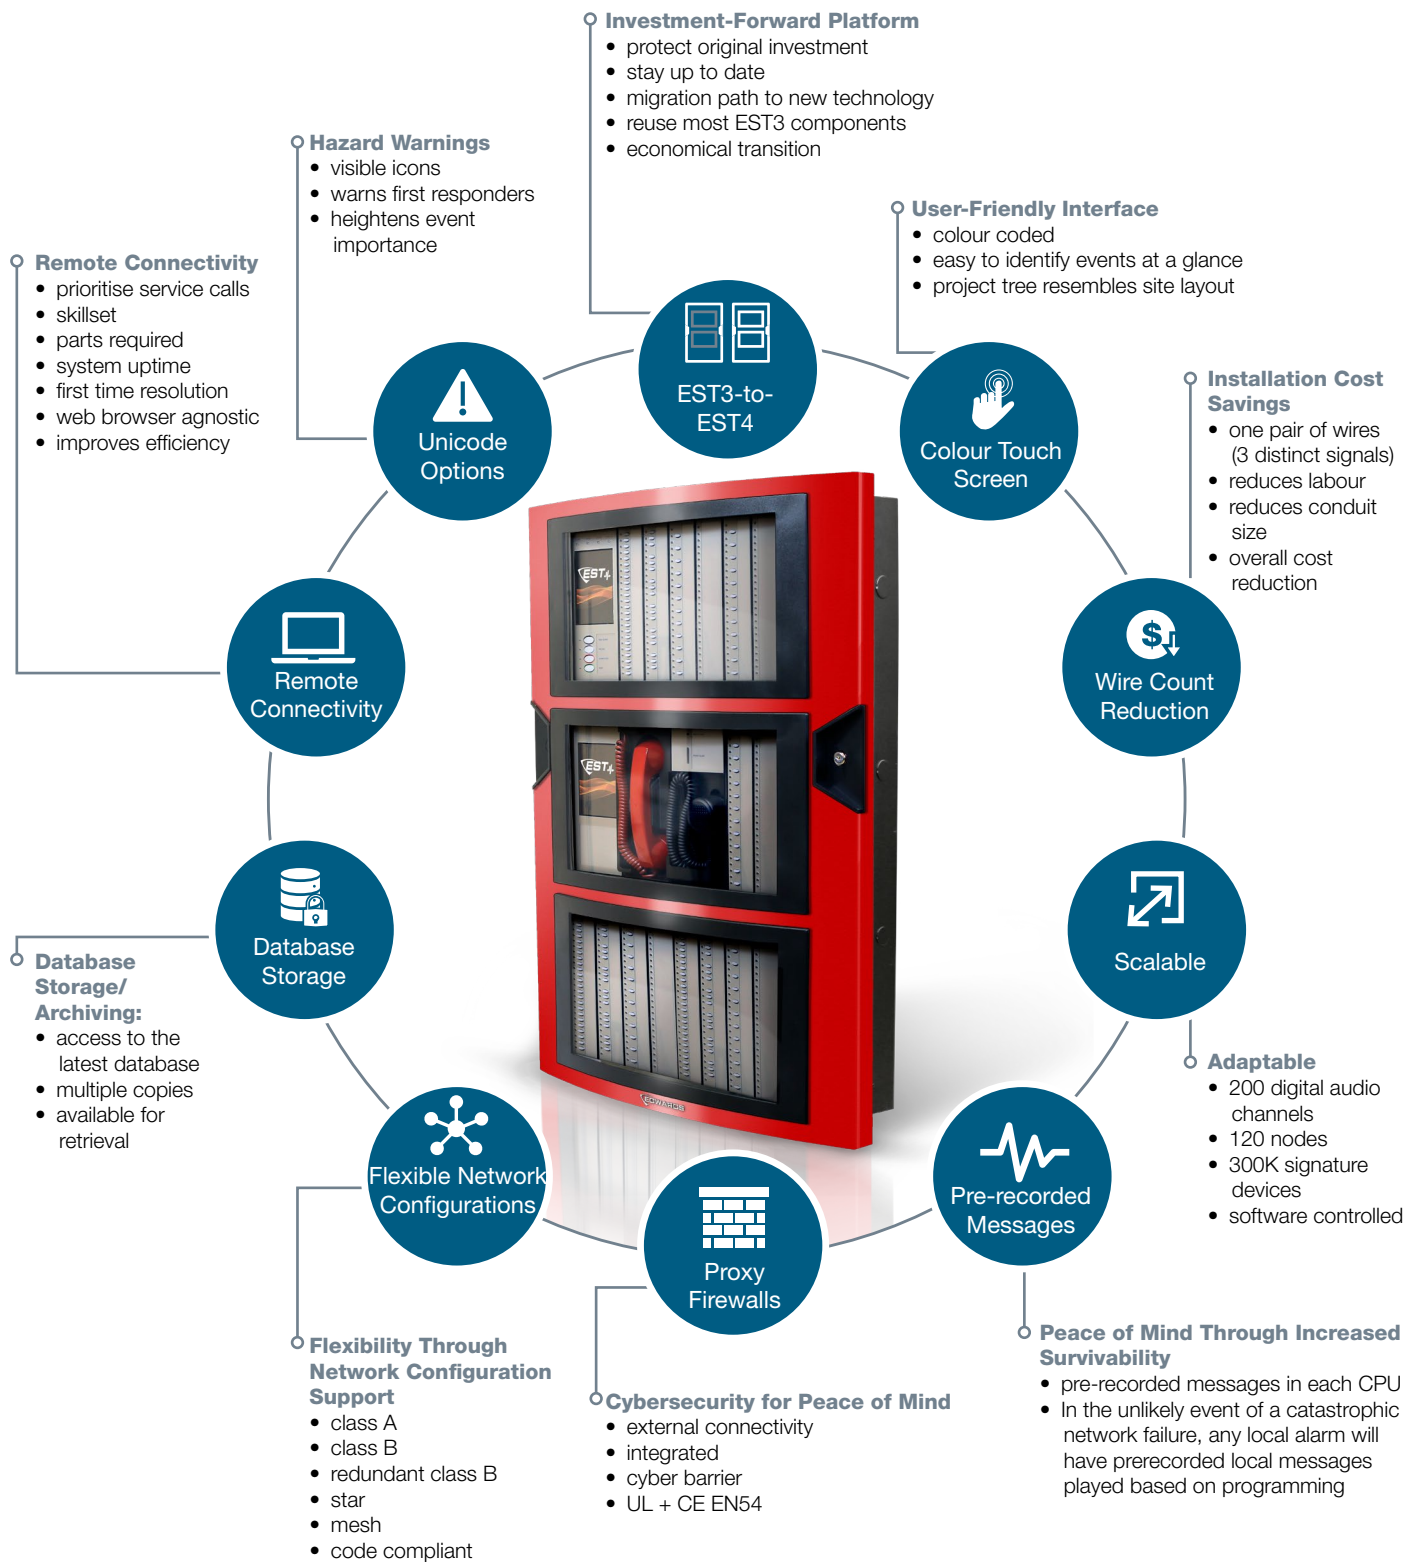 Investment-Forward Platform
• protect original investment
• stay up to date
• migration path to new technology
• reuse most EST3 components
• economical transition
Hazard Warnings
• visible icons
• warns first responders
• heightens event
importance
User-Friendly Interface
• colour coded
• easy to identify events at a glance
• project tree resembles site layout
Remote Connectivity
• prioritise service calls
• skillset
• parts required
• system uptime
• first time resolution
• web browser agnostic
• improves efficiency
Installation Cost
Savings
• one pair of wires
(3 distinct signals)
• reduces labour
• reduces conduit
size
• overall cost
reduction
EST3-to-
EST4
Unicode
Options
Colour Touch
Screen
Remote
Connectivity
$
Wire Count
Reduction
EST4
EST4
EDWARDS
Database
Storage
Scalable
Database
Storage/
Archiving:
• access to the
latest database
• multiple copies
• available for
retrieval
Adaptable
• 200 digital audio
channels
• 120 nodes
• 300K signature
devices
• software controlled
Flexible Network
Configurations
Pre-recorded
Messages
Proxy
Firewalls
Flexibility Through
Network Configuration
Support
• class A
• class B
• redundant class B
• star
• mesh
• code compliant
Cybersecurity for Peace of Mind
• external connectivity
• integrated
• cyber barrier
• UL + CE EN54
Peace of Mind Through Increased
Survivability
• pre-recorded messages in each CPU
• In the unlikely event of a catastrophic
network failure, any local alarm will
have prerecorded local messages
played based on programming